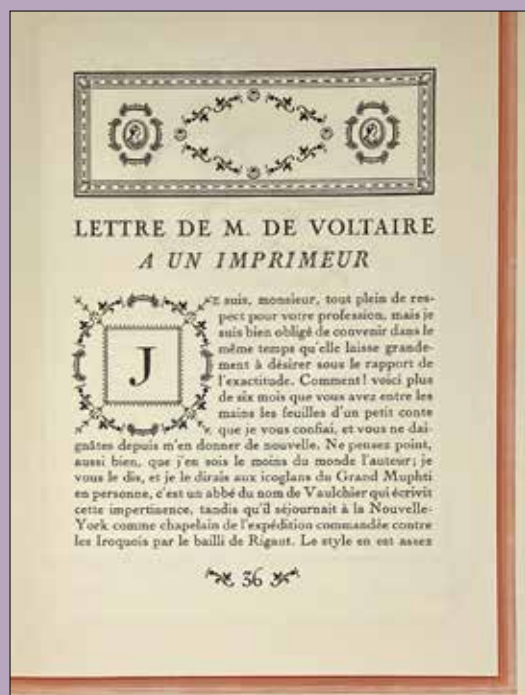 LETTRE DE M. DE VOLTAIRE
A UN IMPRIMEUR
JE suis, monsieur, tout plein de res-
pect pour votre profession, mais je
suis bien obligé de convenir dans le
même temps qu'elle laisse grande-
ment à désirer sous le rapport de
l'exactitude. Comment! voici plus
de six mois que vous avez entre les
mains les feuilles d'un petit conte
que je vous confiai, et vous ne dai-
gnâtes depuis m'en donner de nouvelle. Ne pensez point,
aussi bien, que j'en sois le moins du monde l'auteur; je
vous le dis, et je le dirais aux icoglans du Grand Muphti
en personne, c'est un abbé du nom de Vaulchier qui écrivit
cette impertinence, tandis qu'il séjournait à la Nouvelle-
York comme chapelain de l'expédition commandée contre
les Iroquois par le bailli de Rigaut. Le style en est assez
36